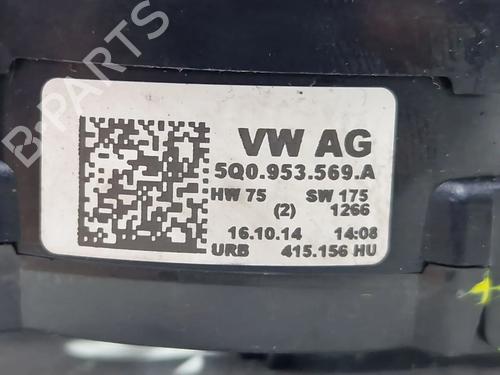 VW AG
5Q0.953.569.A
HW 75 SW 175
(2) 1266
16.10.14 14:08
URB 415.156 HU
B-PARTS